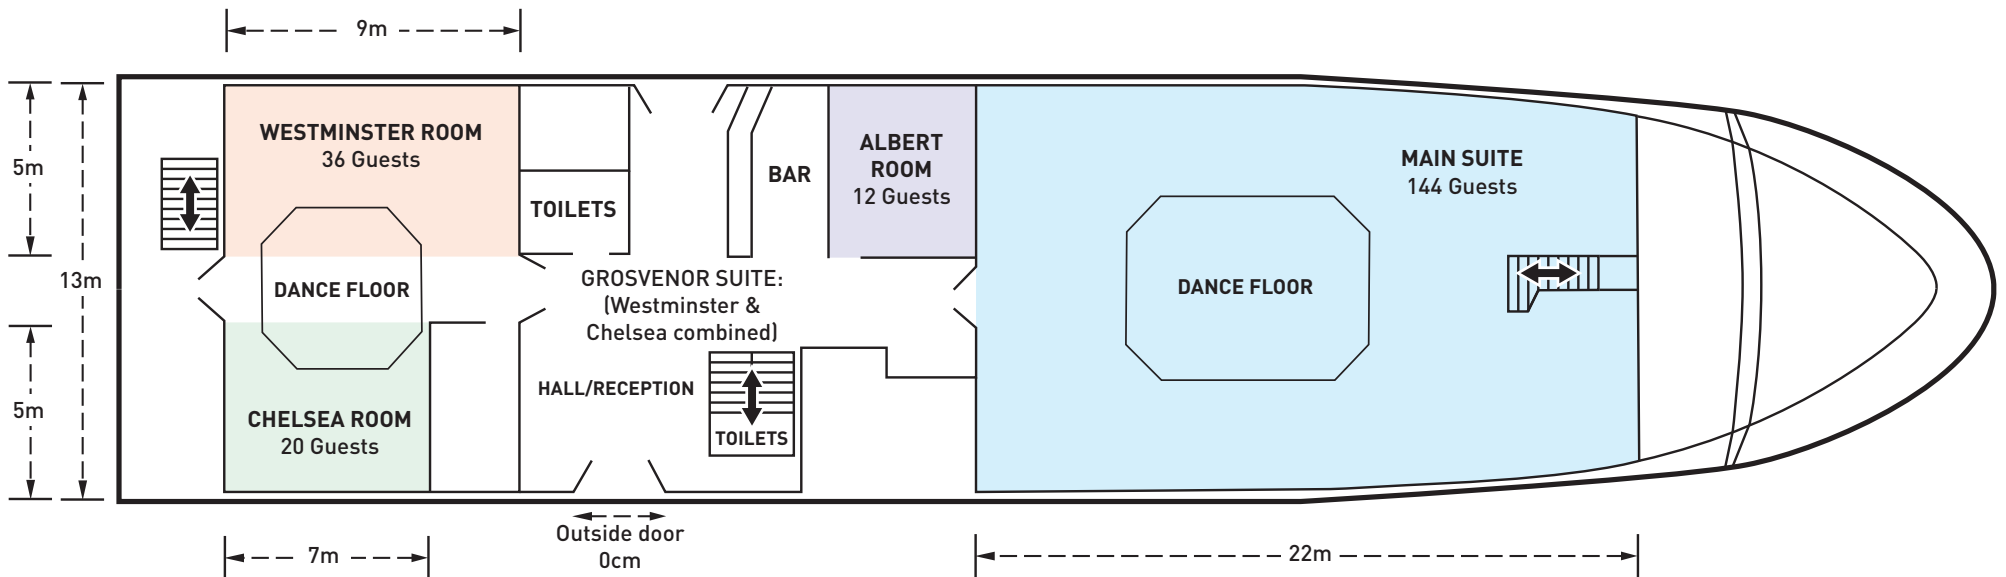 9m
WESTMINSTER ROOM
36 Guests
5m
TOILETS
BAR
ALBERT
ROOM
12 Guests
MAIN SUITE
144 Guests
13m
DANCE FLOOR
GROSVENOR SUITE:
(Westminster &
Chelsea combined)
DANCE FLOOR
HALL/RECEPTION
5m
CHELSEA ROOM
20 Guests
TOILETS
Outside door
0cm
7m
22m